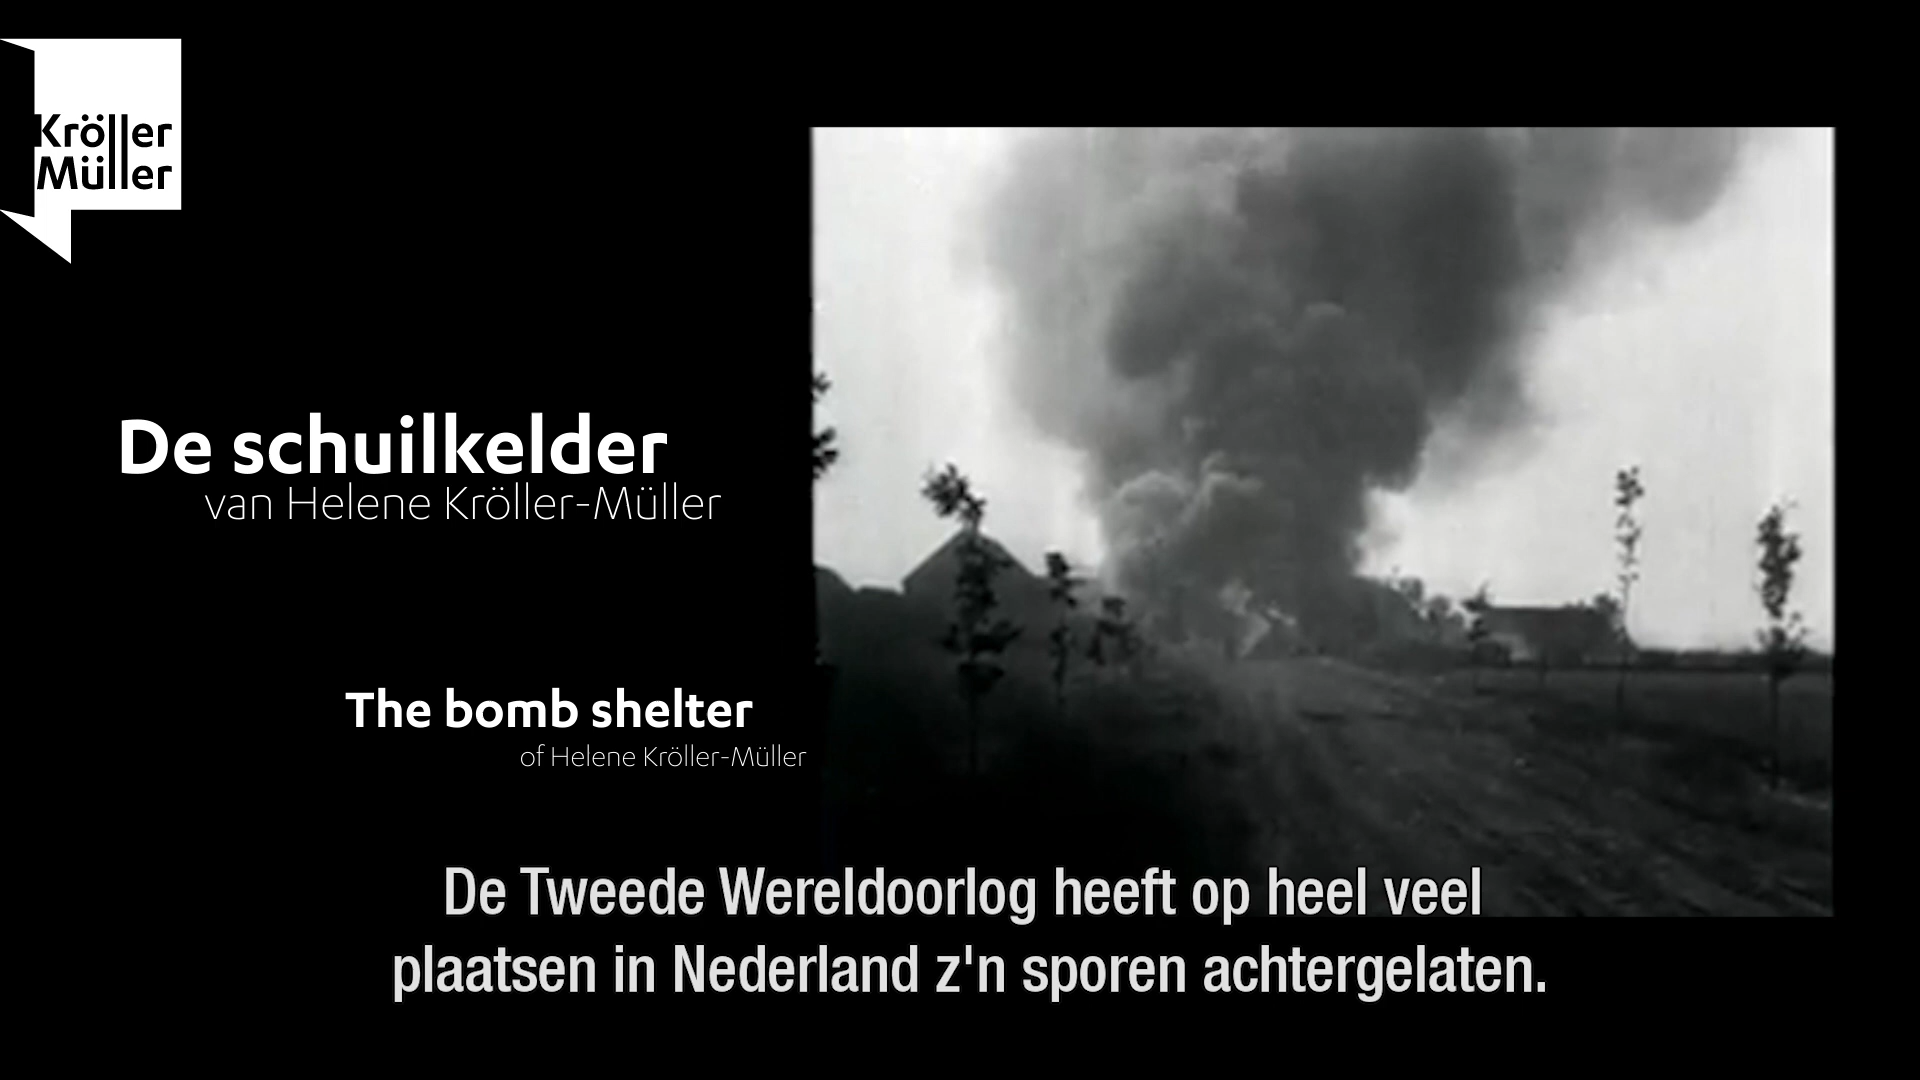 Kröller
Müller
De schuilkelder
van Helene Kröller-Müller
The bomb shelter
of Helene Kröller-Müller
De Tweede Wereldoorlog heeft op heel veel
plaatsen in Nederland z'n sporen achtergelaten.